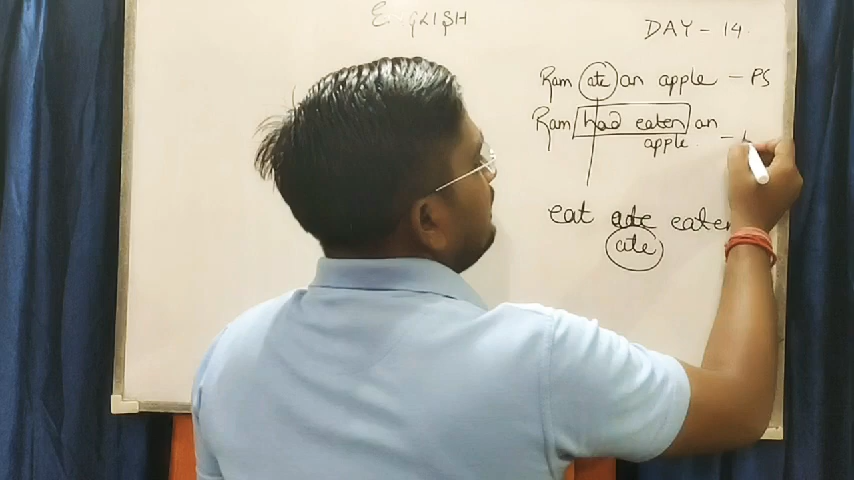 ENGLISH
DAY - 14
Ram ate an apple - PS
Ram had eaten an
apple. -
eat ate eaten
ate